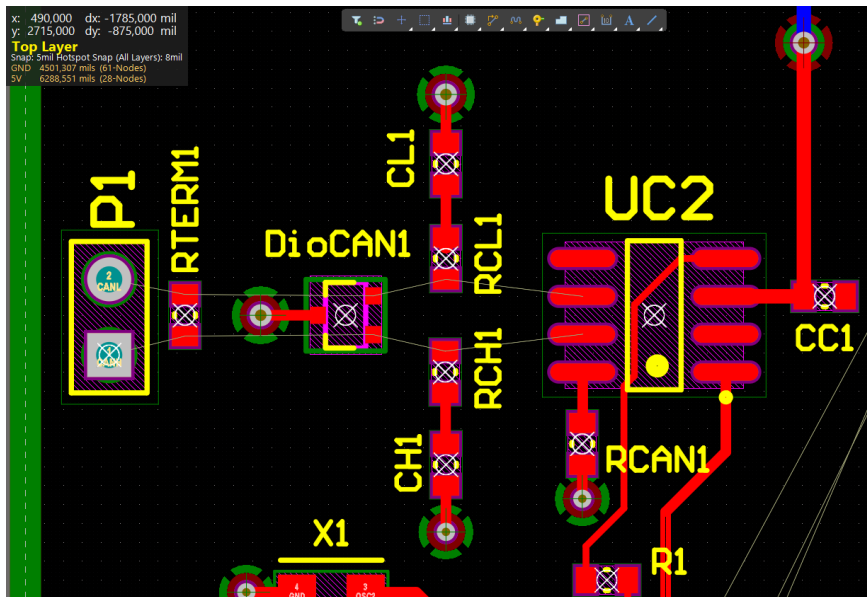 x: 490,000 dx: -1785,000 mil
y: 2715,000 dy: -875,000 mil
Top Layer
Snap: 5mil Hotspot Snap (All Layers): 8mil
GND 4501,307 mils (61-Nodes)
5V 6288,551 mils (28-Nodes)
A
P1
RTERM1
DioCAN1
CL1
RCL1
UC2
2
CANL
CC1
RCH1
CH1
RCAN1
X1
R1
4
GND
3
OSC2